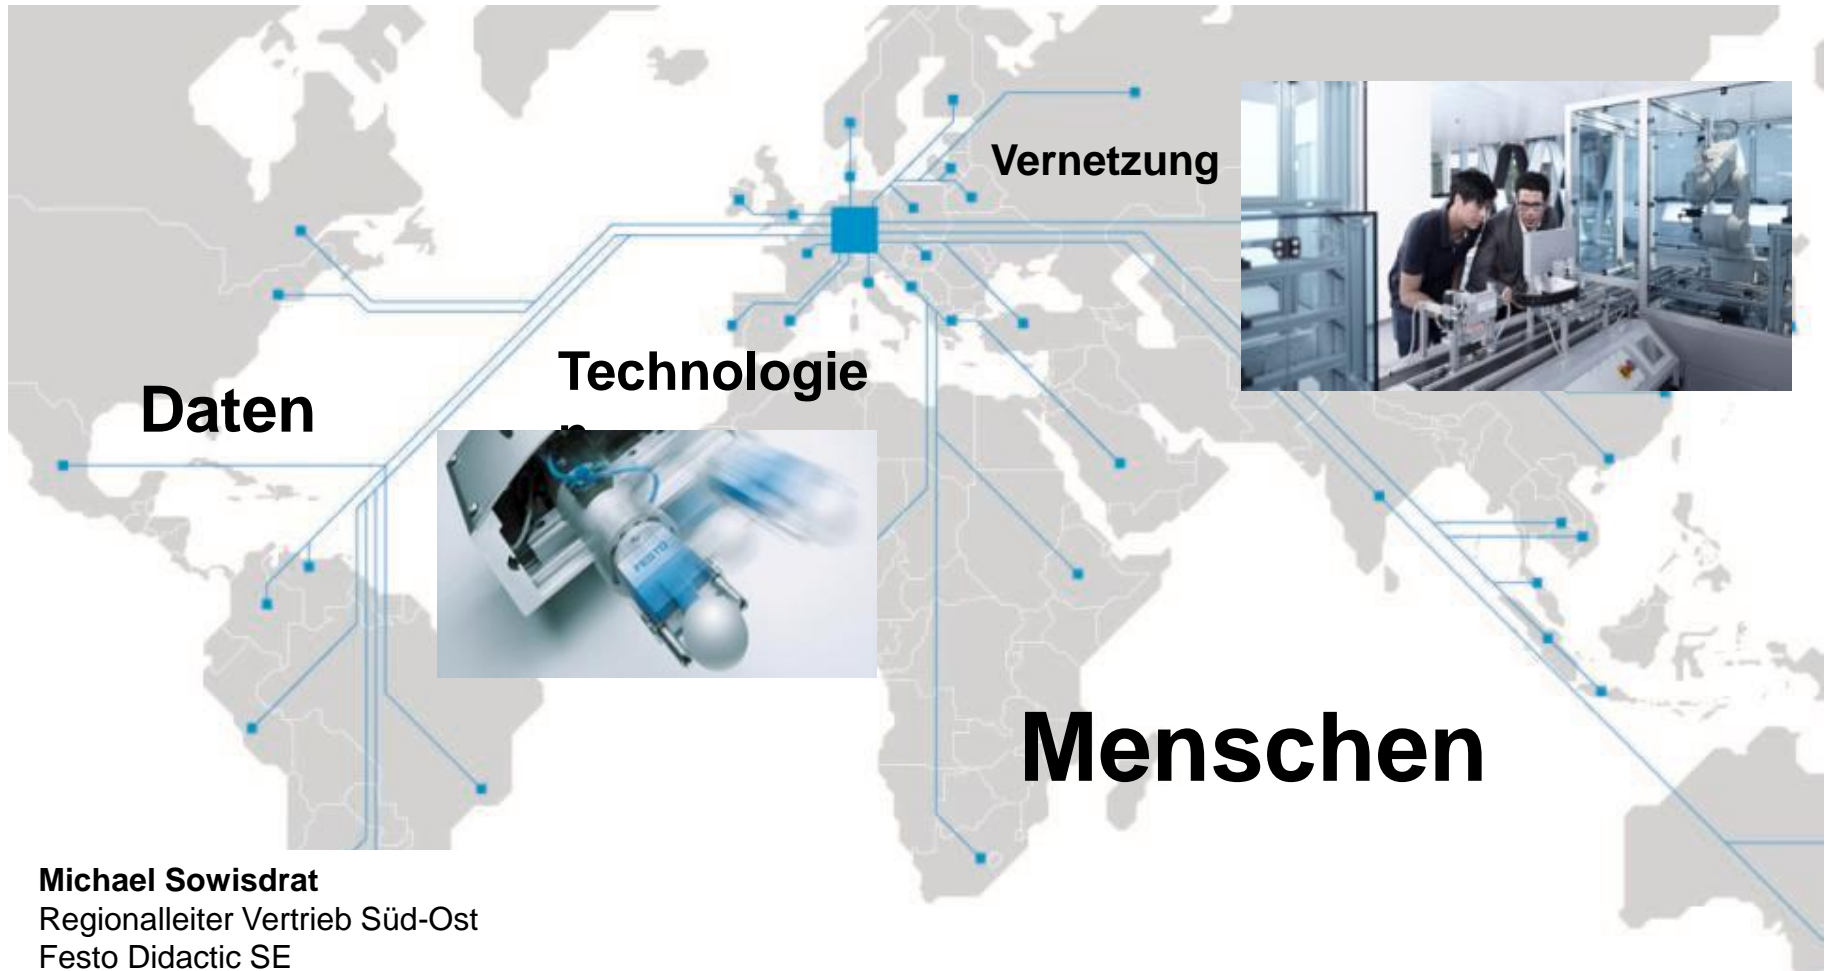 Vernetzung
Technologie
n
Daten
FESTO
Menschen
Michael Sowisdrat
Regionalleiter Vertrieb Süd-Ost
Festo Didactic SE